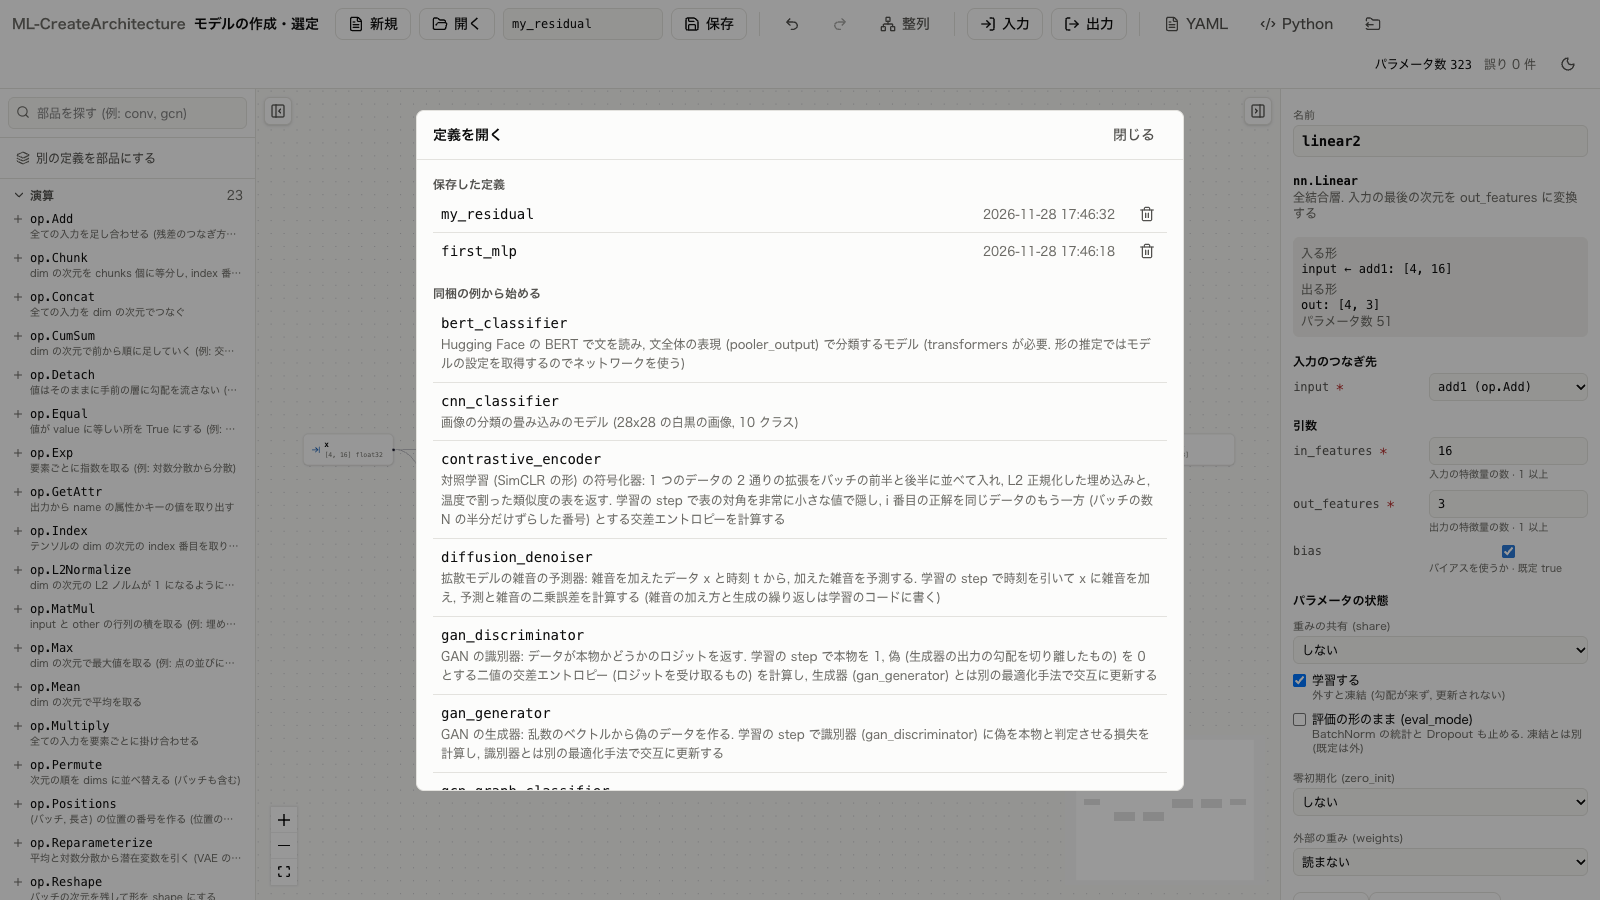 ML-CreateArchitecture モデルの作成・選定 新規 開く my_residual 保存 整列 入力 出力 YAML Python
パラメータ数 323 誤り 0 件
部品を探す (例: conv, gcn)
別の定義を部品にする
演算 23
op.Add
全ての入力を足し合わせる (残差のつなぎ方…
op.Chunk
dim の次元を chunks 個に等分し, index 番…
op.Concat
全ての入力を dim の次元でつなぐ
op.CumSum
dim の次元で前から順に足していく (例: 交…
op.Detach
値はそのままに手前の層に勾配を流さない (…
op.Equal
値が value に等しい所を True にする (例: …
op.Exp
要素ごとに指数を取る (例: 対数分散から分散)
op.GetAttr
出力から name の属性かキーの値を取り出す
op.Index
テンソルの dim の次元の index 番目を取り…
op.L2Normalize
dim の次元の L2 ノルムが 1 になるように…
op.MatMul
input と other の行列の積を取る (例: 埋め…
op.Max
dim の次元で最大値を取る (例: 点の並びに…
op.Mean
dim の次元で平均を取る
op.Multiply
全ての入力を要素ごとに掛け合わせる
op.Permute
次元の順を dims に並べ替える (バッチも含む)
op.Positions
(バッチ, 長さ) の位置の番号を作る (位置の…
op.Reparameterize
平均と対数分散から潜在変数を引く (VAE の…
op.Reshape
バッチの次元を残して形を shape にする
x
[4, 16] float32
定義を開く 閉じる
保存した定義
my_residual 2026-11-28 17:46:32
first_mlp 2026-11-28 17:46:18
同梱の例から始める
bert_classifier
Hugging Face の BERT で文を読み, 文全体の表現 (pooler_output) で分類するモデル (transformers が必要. 形の推定ではモデ
ルの設定を取得するのでネットワークを使う)
cnn_classifier
画像の分類の畳み込みのモデル (28x28 の白黒の画像, 10 クラス)
contrastive_encoder
対照学習 (SimCLR の形) の符号化器: 1 つのデータの 2 通りの拡張をバッチの前半と後半に並べて入れ, L2 正規化した埋め込みと,
温度で割った類似度の表を返す. 学習の step で表の対角を非常に小さな値で隠し, i 番目の正解を同じデータのもう一方 (バッチの数
N の半分だけずらした番号) とする交差エントロピーを計算する
diffusion_denoiser
拡散モデルの雑音の予測器: 雑音を加えたデータ x と時刻 t から, 加えた雑音を予測する. 学習の step で時刻を引いて x に雑音を加
え, 予測と雑音の二乗誤差を計算する (雑音の加え方と生成の繰り返しは学習のコードに書く)
gan_discriminator
GAN の識別器: データが本物かどうかのロジットを返す. 学習の step で本物を 1, 偽 (生成器の出力の勾配を切り離したもの) を 0
とする二値の交差エントロピー (ロジットを受け取るもの) を計算し, 生成器 (gan_generator) とは別の最適化手法で交互に更新する
gan_generator
GAN の生成器: 乱数のベクトルから偽のデータを作る. 学習の step で識別器 (gan_discriminator) に偽を本物と判定させる損失を
計算し, 識別器とは別の最適化手法で交互に更新する
gcn_graph_classifier
名前
linear2
nn.Linear
全結合層. 入力の最後の次元を out_features に変換
する
入る形
input ← add1: [4, 16]
出る形
out: [4, 3]
パラメータ数 51
入力のつなぎ先
input * add1 (op.Add)
引数
in_features * 16
入力の特徴量の数 · 1 以上
out_features * 3
出力の特徴量の数 · 1 以上
bias
バイアスを使うか · 既定 true
パラメータの状態
重みの共有 (share)
しない
学習する
外すと凍結 (勾配が来ず, 更新されない)
評価の形のまま (eval_mode)
BatchNorm の統計と Dropout も止める. 凍結とは別
(既定は外)
零初期化 (zero_init)
しない
外部の重み (weights)
読まない